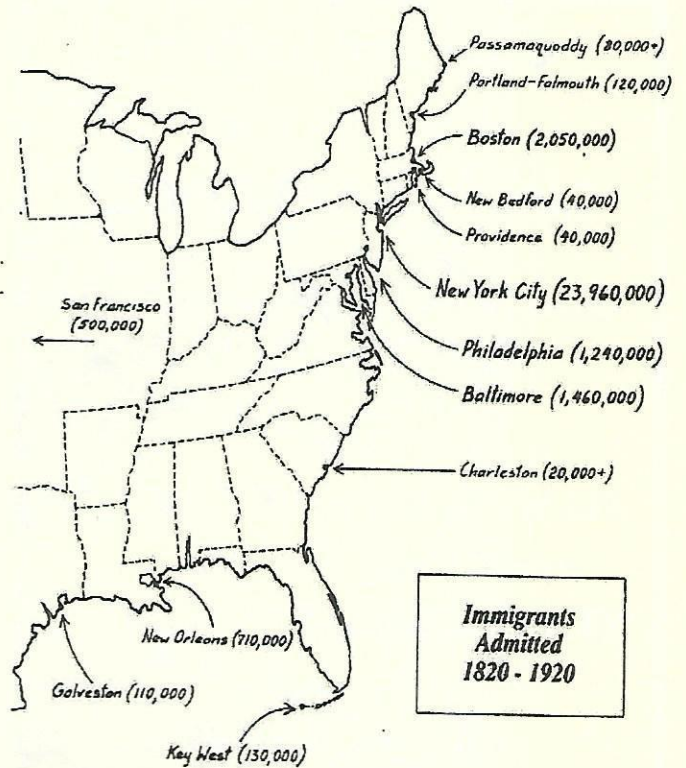 Passamaquoddy (80,000+)
Portland-Falmouth (120,000)
Boston (2,050,000)
New Bedford (40,000)
Providence (40,000)
New York City (23,960,000)
San Francisco
(500,000)
Philadelphia (1,240,000)
Baltimore (1,460,000)
Charleston (20,000+)
New Orleans (710,000)
Galveston (110,000)
Key West (130,000)
Immigrants
Admitted
1820 - 1920